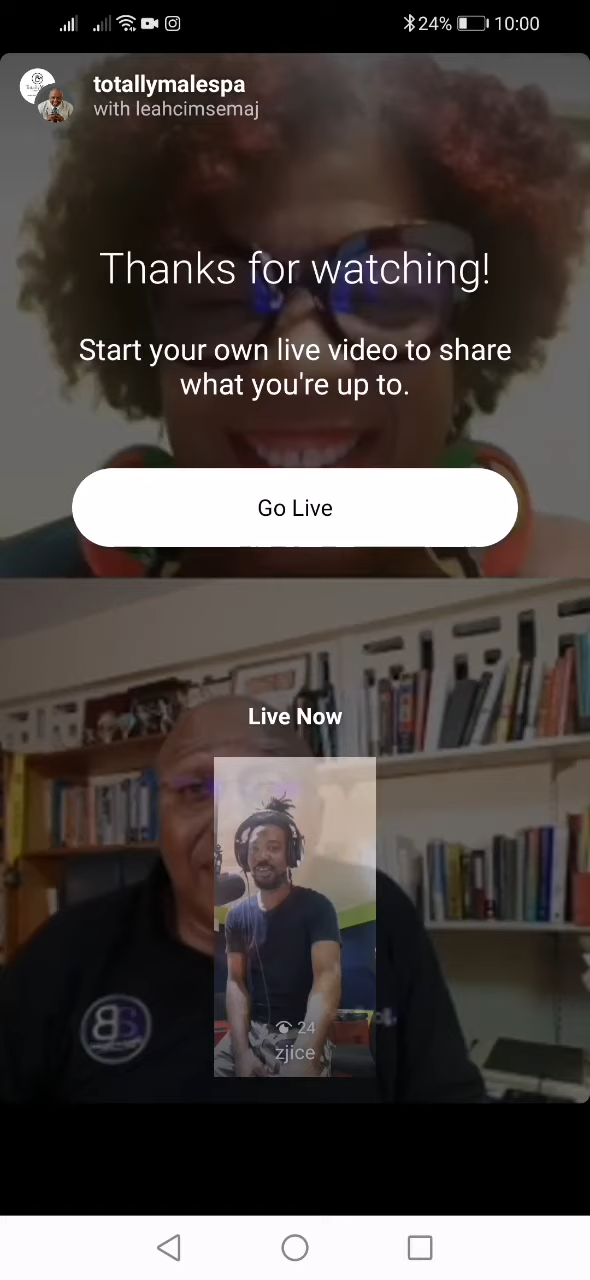 24% 10:00
totallymalespa
with leahcimsemaj
Thanks for watching!
Start your own live video to share
what you're up to.
Go Live
Live Now
24
zjice